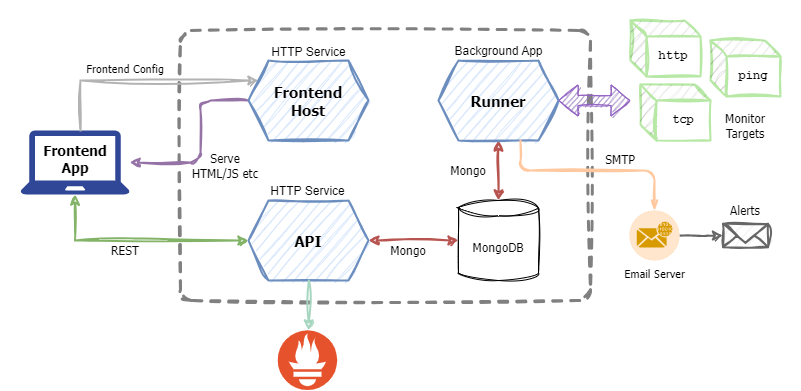 HTTP Service
Background App
Frontend Config
Frontend
Host
Runner
http
ping
tcp
Monitor
Targets
Frontend
App
Serve
HTML/JS etc
Mongo
SMTP
HTTP Service
API
REST
Mongo
MongoDB
Alerts
Email Server